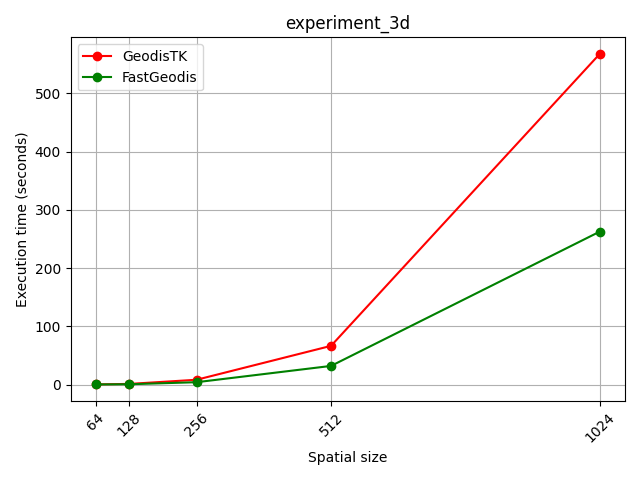 experiment_3d
GeodisTK
FastGeodis
Execution time (seconds)
500
400
300
200
100
0
64
128
256
512
1024
Spatial size